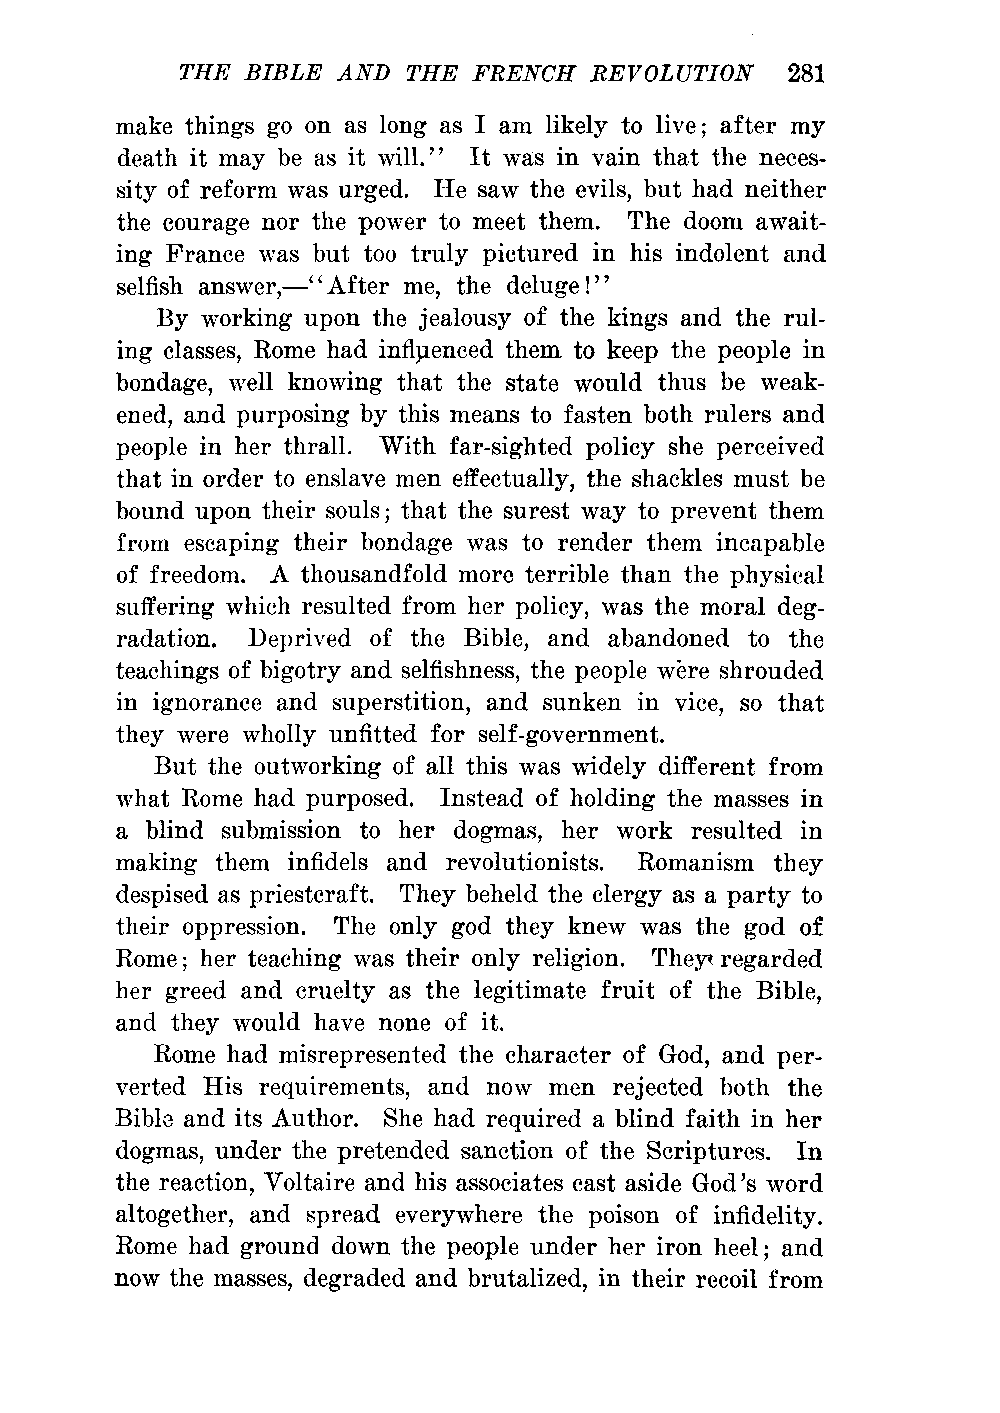 THE BIBLE AND THE FRENCH REVOLUTION 281
make things go on as long as I am likely to live; after my
death it may be as it will." It was in vain that the neces-
sity of reform was urged. He saw the evils, but had neither
the courage nor the power to meet them. The doom await-
ing France was but too truly pictured in his indolent and
selfish answer,—"After me, the deluge!"
By working upon the jealousy of the kings and the rul-
ing classes, Rome had influenced them to keep the people in
bondage, well knowing that the state would thus be weak-
ened, and purposing by this means to fasten both rulers and
people in her thrall. With far-sighted policy she perceived
that in order to enslave men effectually, the shackles must be
bound upon their souls; that the surest way to prevent them
from escaping their bondage was to render them incapable
of freedom. A thousandfold more terrible than the physical
suffering which resulted from her policy, was the moral deg-
radation. Deprived of the Bible, and abandoned to the
teachings of bigotry and selfishness, the people were shrouded
in ignorance and superstition, and sunken in vice, so that
they were wholly unfitted for self-government.
But the outworking of all this was widely different from
what Rome had purposed. Instead of holding the masses in
a blind submission to her dogmas, her work resulted in
making them infidels and revolutionists. Romanism they
despised as priestcraft. They beheld the clergy as a party to
their oppression. The only god they knew was the god of
Rome; her teaching was their only religion. They regarded
her greed and cruelty as the legitimate fruit of the Bible,
and they would have none of it.
Rome had misrepresented the character of God, and per-
verted His requirements, and now men rejected both the
Bible and its Author. She had required a blind faith in her
dogmas, under the pretended sanction of the Scriptures. In
the reaction, Voltaire and his associates cast aside God's word
altogether, and spread everywhere the poison of infidelity.
Rome had ground down the people under her iron heel; and
now the masses, degraded and brutalized, in their recoil from